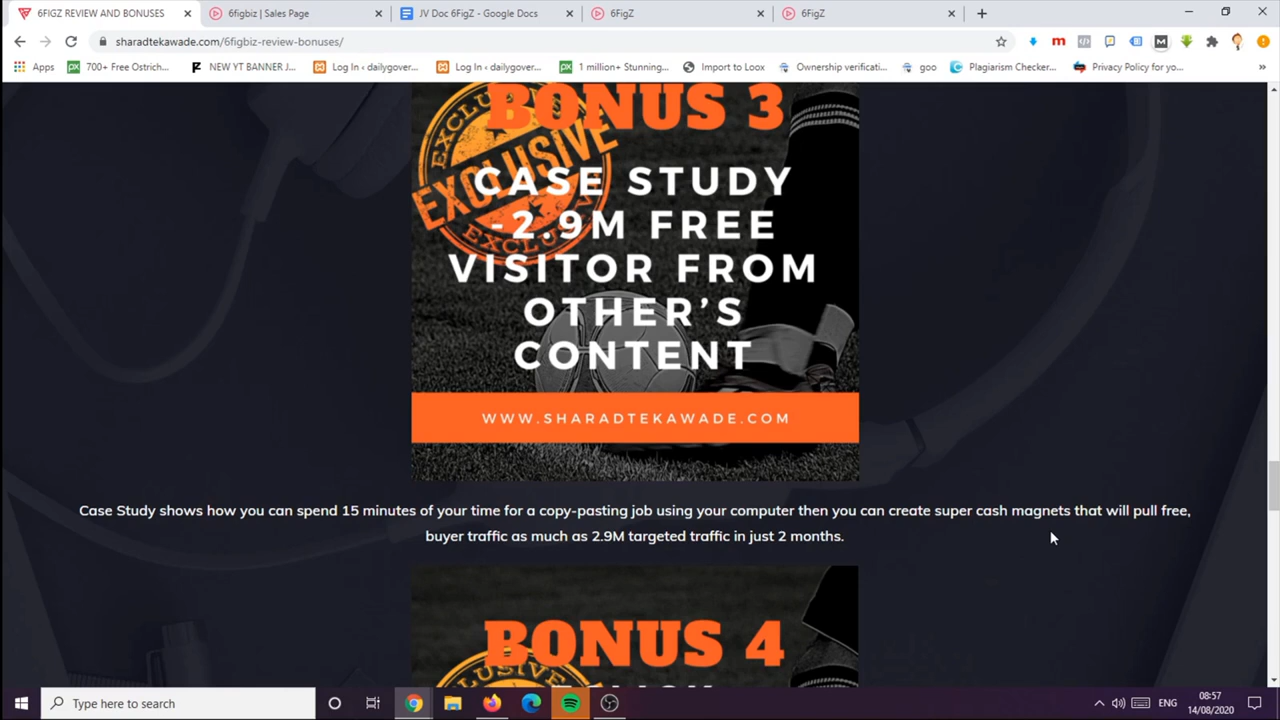 6FIGZ REVIEW AND BONUSES
6figbiz | Sales Page
JV Doc 6FigZ - Google Docs
6FigZ
6FigZ
sharadtekawade.com/6figbiz-review-bonuses/
Apps
700+ Free Ostrich...
NEW YT BANNER J...
Log In ‹ dailygover...
Log In ‹ dailygover...
1 million+ Stunning...
Import to Loox
Ownership verificati...
goo
Plagiarism Checker...
Privacy Policy for yo...
BONUS 3
EXCLUSIVE
EXCLUSIVE
EXCLUSIVE
CASE STUDY
-2.9M FREE
VISITOR FROM
OTHER'S
CONTENT
WWW.SHARADTEKAWADE.COM
Case Study shows how you can spend 15 minutes of your time for a copy-pasting job using your computer then you can create super cash magnets that will pull free,
buyer traffic as much as 2.9M targeted traffic in just 2 months.
BONUS 4
Type here to search
ENG
08:57
14/08/2020